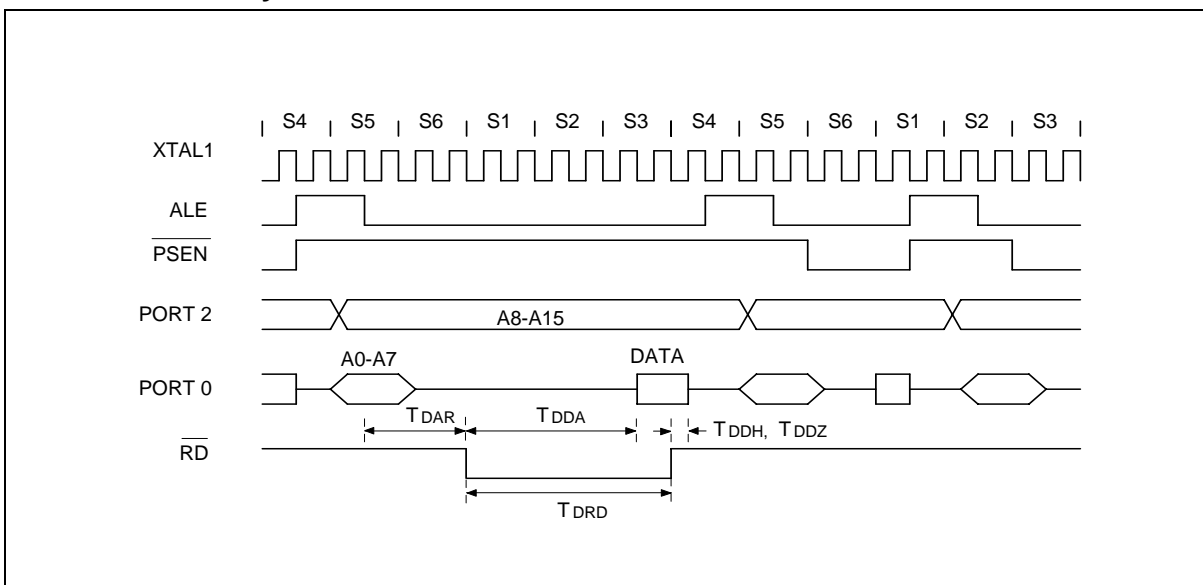 S4 S5 S6 S1 S2 S3 S4 S5 S6 S1 S2 S3
XTAL1
ALE
PSEN
PORT 2
A8-A15
A0-A7
DATA
PORT 0
TDAR
TDDA
TDDH, TDDZ
RD
TDRD